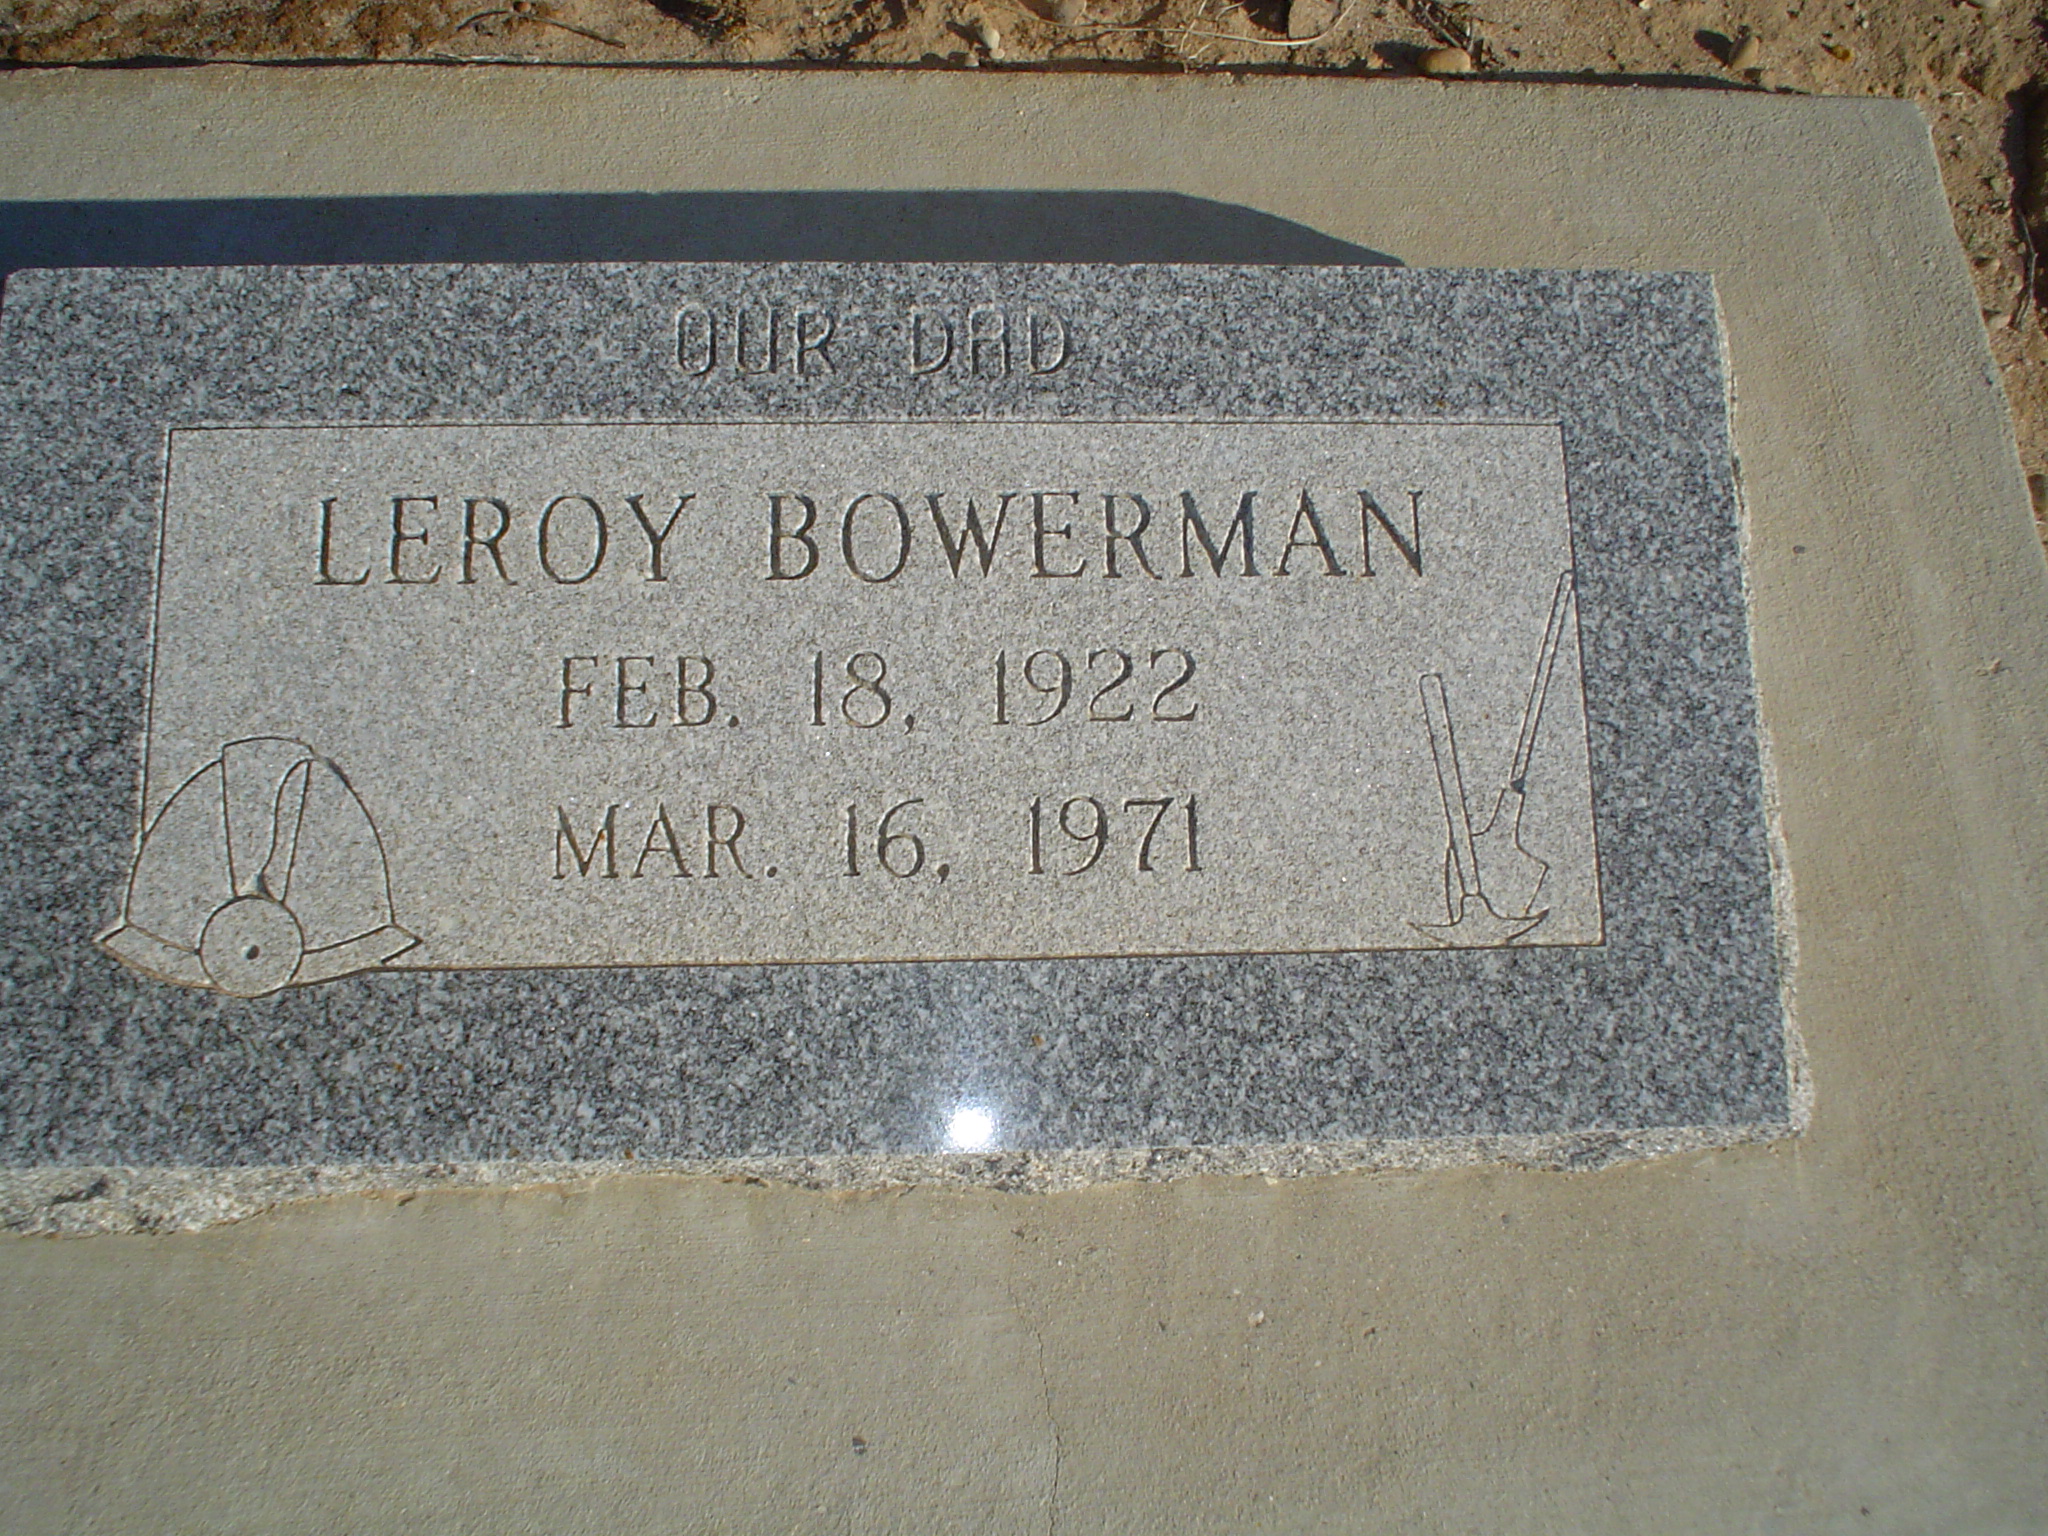 OUR DAD
LEROY BOWERMAN
FEB. 18, 1922
MAR. 16, 1971